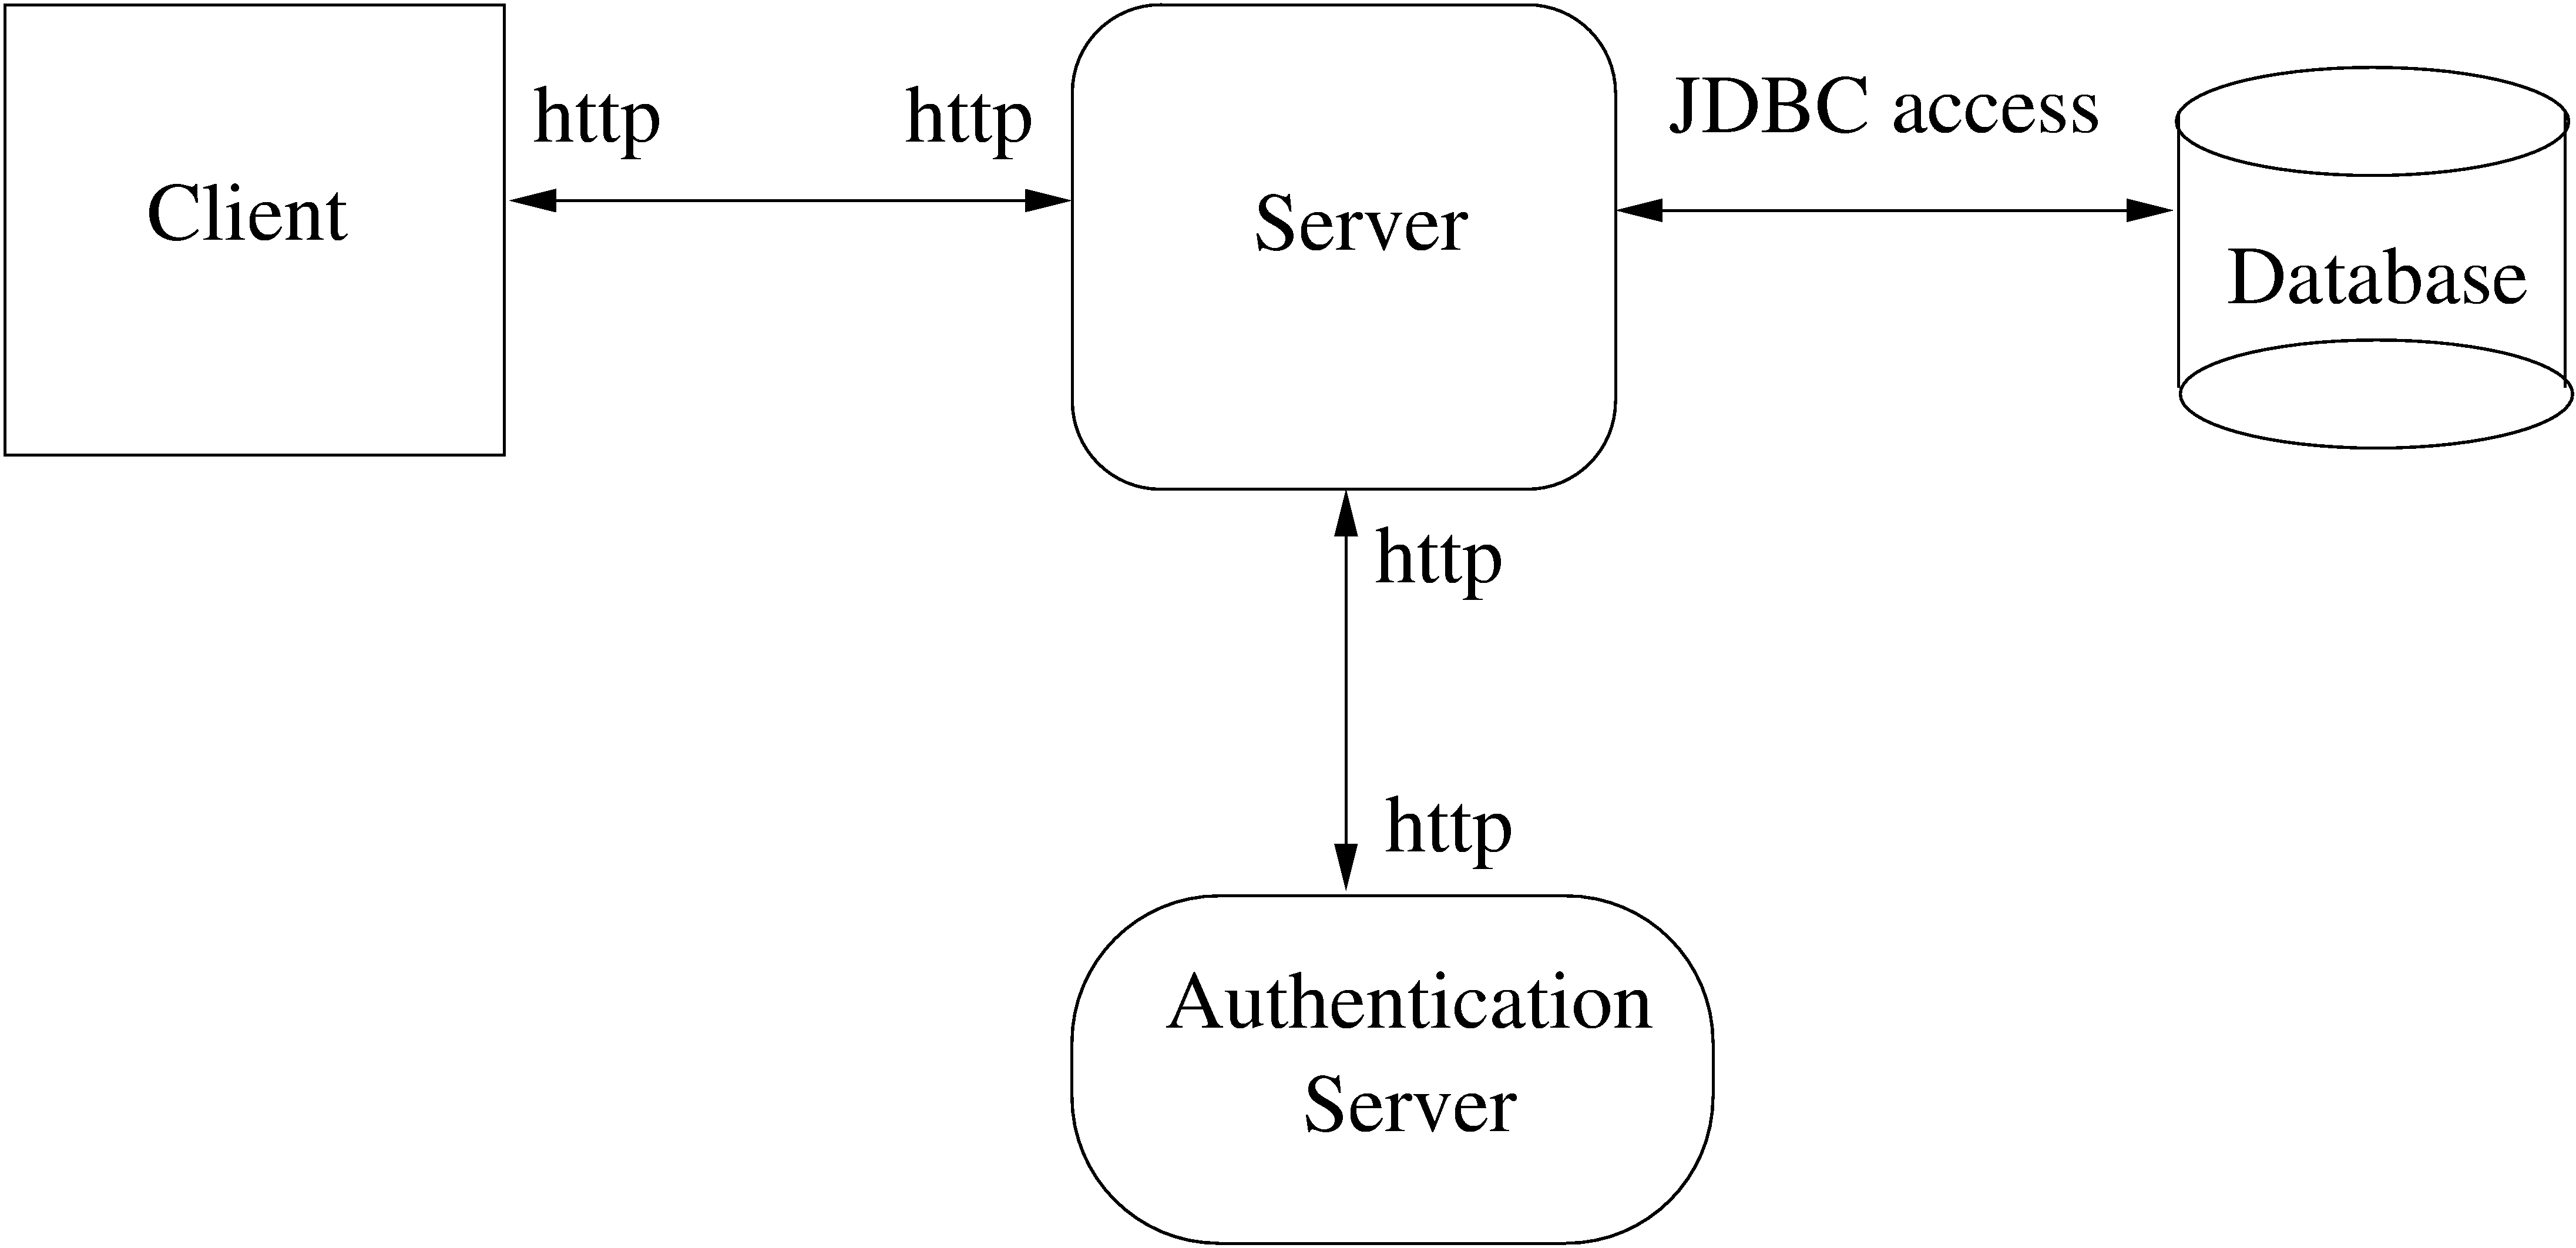 Client
http
http
Server
JDBC access
Database
http
http
Authentication
Server